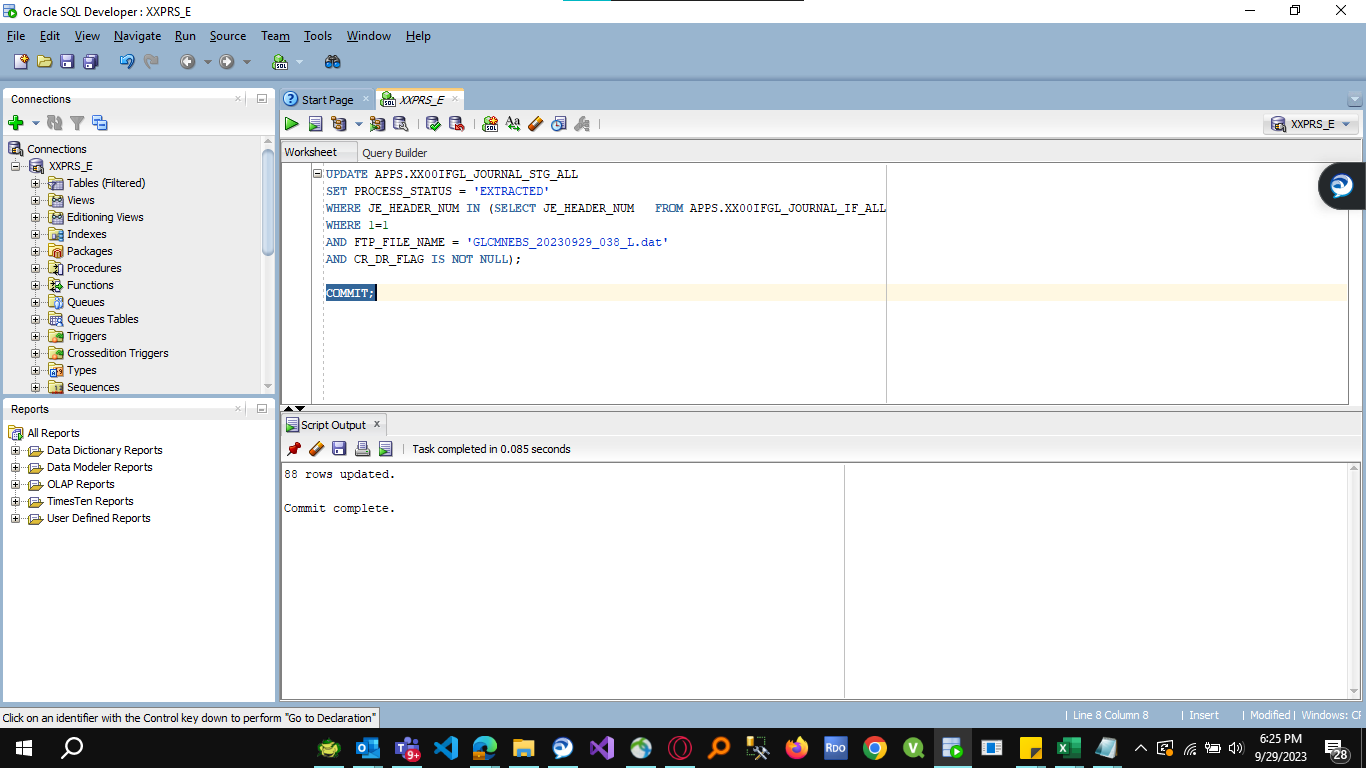 Oracle SQL Developer : XXPRS_E
File Edit View Navigate Run Source Team Tools Window Help
Connections
Connections
XXPRS_E
Tables (Filtered)
Views
Editioning Views
Indexes
Packages
Procedures
Functions
Queues
Queues Tables
Triggers
Crossedition Triggers
Types
Sequences
Reports
All Reports
Data Dictionary Reports
Data Modeler Reports
OLAP Reports
TimesTen Reports
User Defined Reports
Start Page XXPRS_E
XXPRS_E
Worksheet Query Builder
UPDATE APPS.XX00IFGL_JOURNAL_STG_ALL
SET PROCESS_STATUS = 'EXTRACTED'
WHERE JE_HEADER_NUM IN (SELECT JE_HEADER_NUM   FROM APPS.XX00IFGL_JOURNAL_IF_ALL
WHERE 1=1
AND FTP_FILE_NAME = 'GLCMNEBS_20230929_038_L.dat'
AND CR_DR_FLAG IS NOT NULL);
COMMIT;
Script Output
Task completed in 0.085 seconds
88 rows updated.
Commit complete.
Click on an identifier with the Control key down to perform "Go to Declaration"
Line 8 Column 8 Insert Modified Windows: CF
9+
RDO
6:25 PM
9/29/2023
28